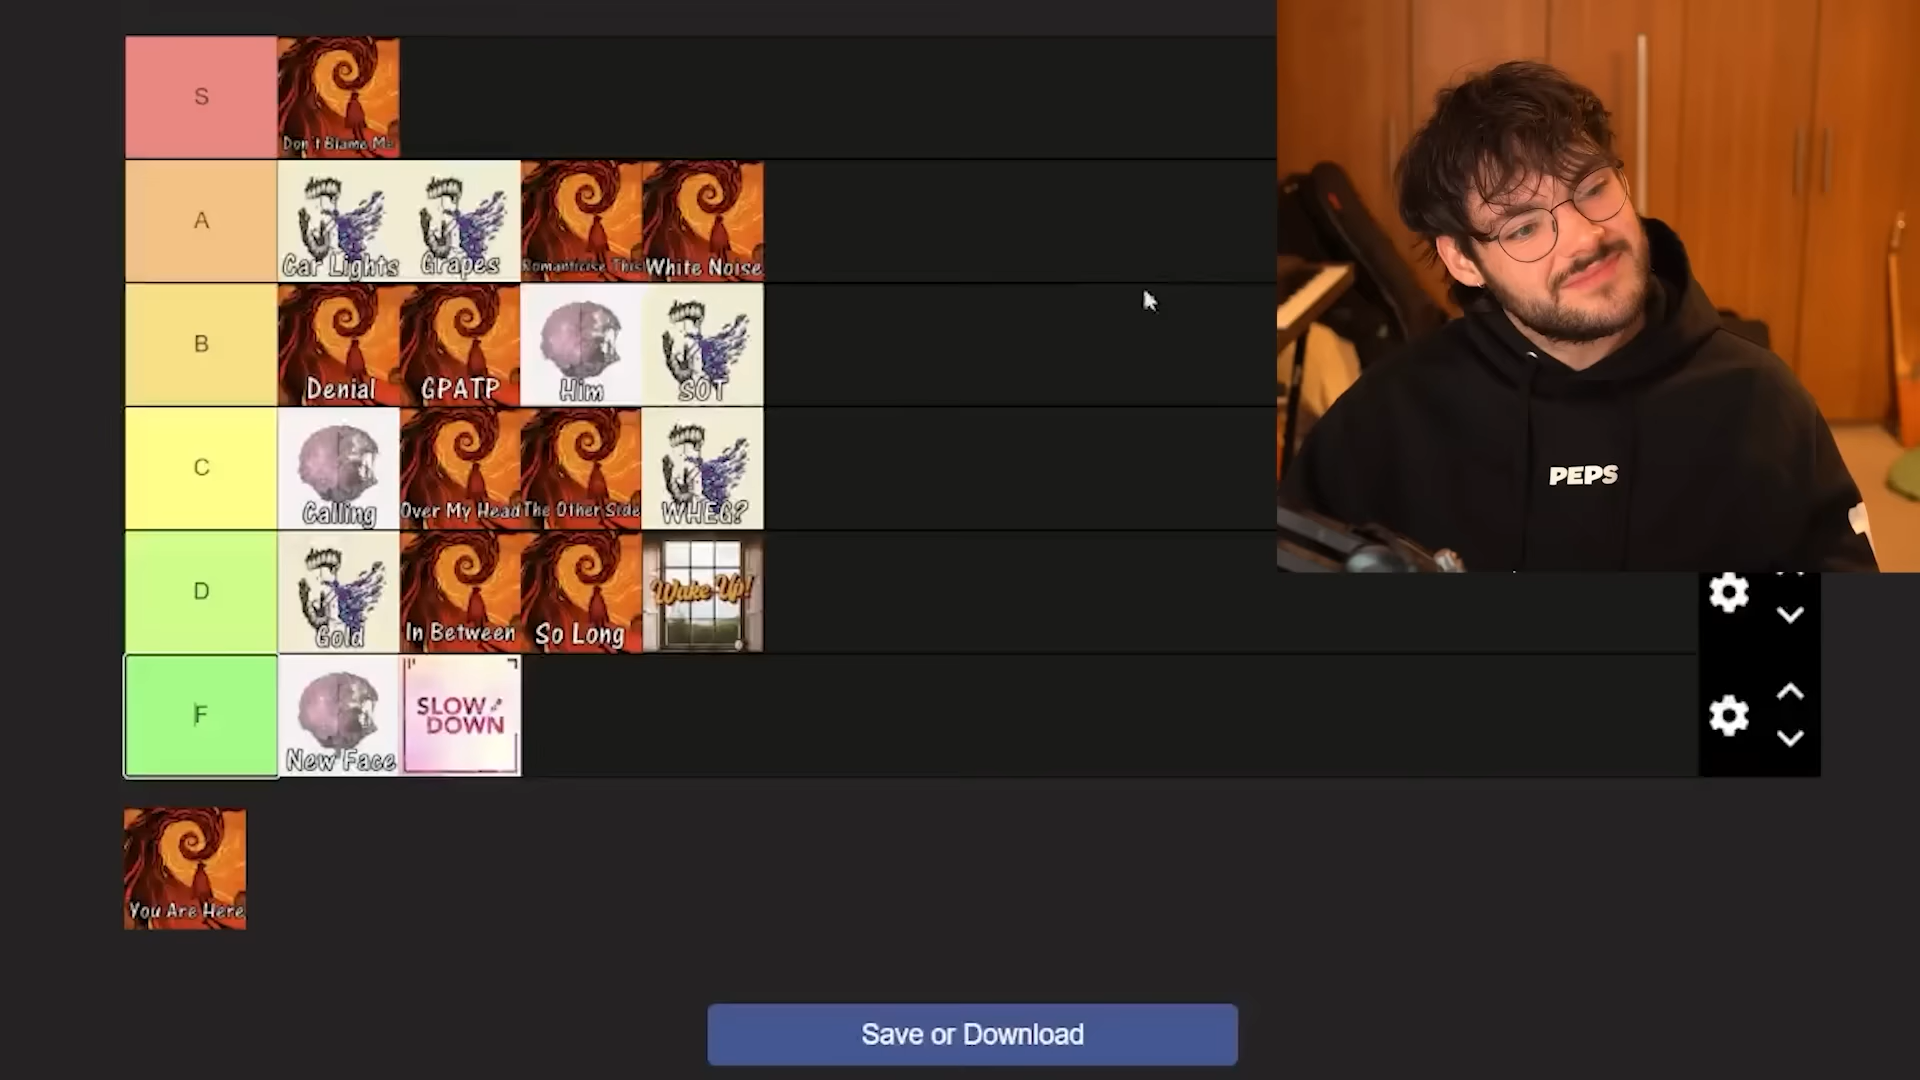 S
Don't Blame Me
A
Car Lights
Grapes
Romanticise This
White Noise
B
Denial
GPATP
Him
SOT
C
Calling
Over My Head
The Other Side
WHEG?
D
Gold
In Between
So Long
Wake Up!
F
New Face
SLOW
DOWN
You Are Here
Save or Download
PEPS